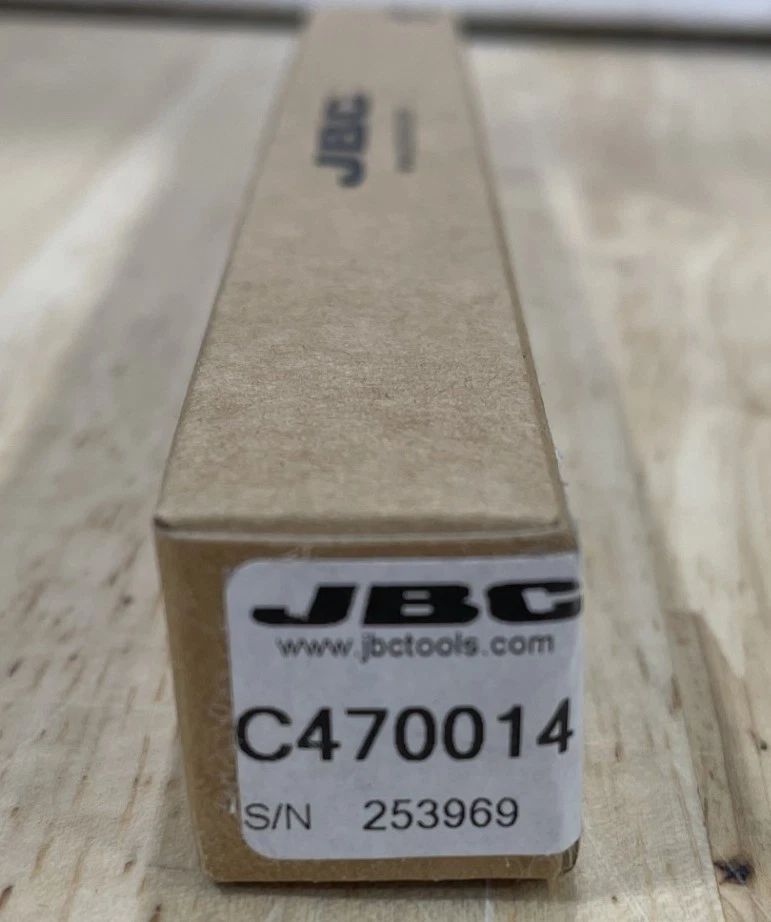 JBC
JBC
www.jbctools.com
C470014
S/N 253969